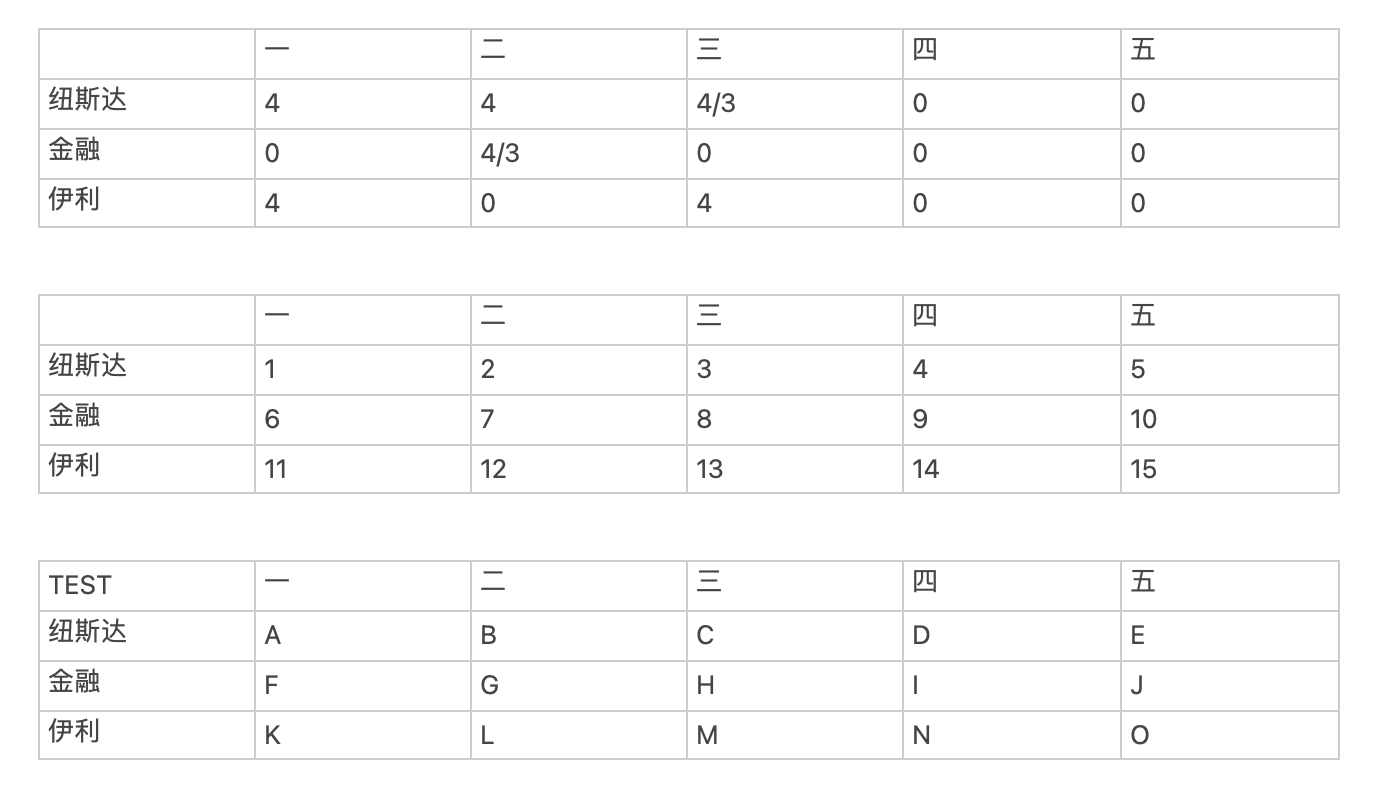 一 二 三 四 五
纽斯达 4 4 4/3 0 0
金融 0 4/3 0 0 0
伊利 4 0 4 0 0
一 二 三 四 五
纽斯达 1 2 3 4 5
金融 6 7 8 9 10
伊利 11 12 13 14 15
TEST 一 二 三 四 五
纽斯达 A B C D E
金融 F G H I J
伊利 K L M N O